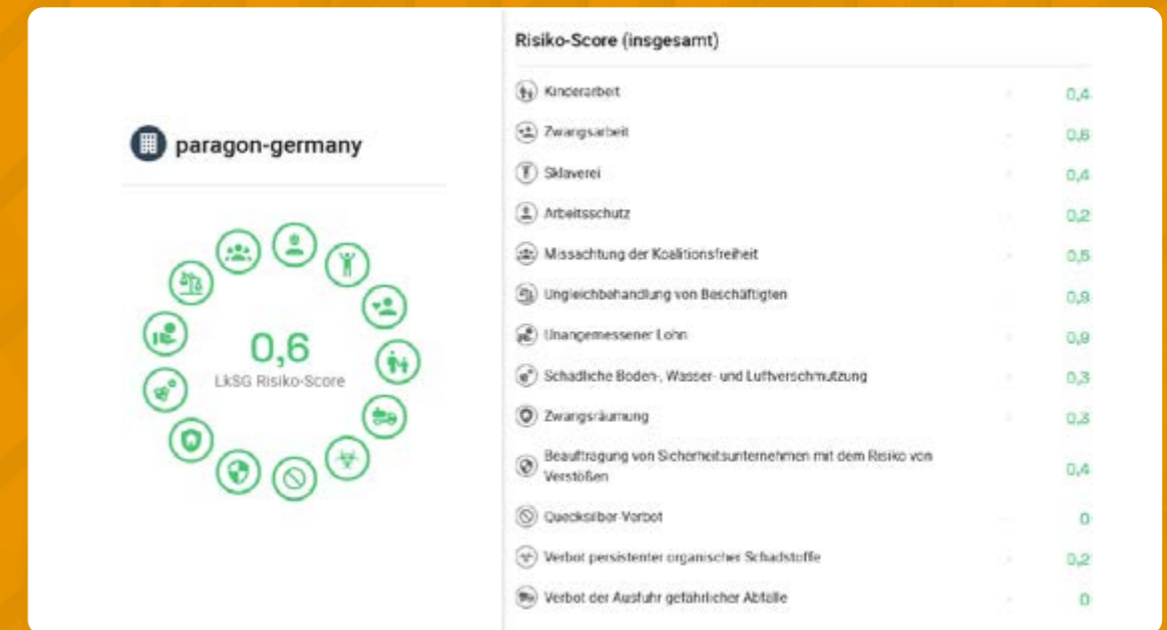 paragon-germany
0,6
LkSG Risiko-Score
Risiko-Score (insgesamt)
Kinderarbeit 0,4
Zwangsarbeit 0,6
Sklaverei 0,4
Arbeitsschutz 0,2
Missachtung der Koalitionsfreiheit 0,5
Ungleichbehandlung von Beschäftigten 0,9
Unangemessener Lohn 0,9
Schädliche Boden-, Wasser- und Luftverschmutzung 0,3
Zwangsräumung 0,3
Beauftragung von Sicherheitsunternehmen mit dem Risiko von
Verstößen 0,4
Quecksilber-Verbot 0
Verbot persistenter organischer Schadstoffe 0,2
Verbot der Ausfuhr gefährlicher Abfälle 0